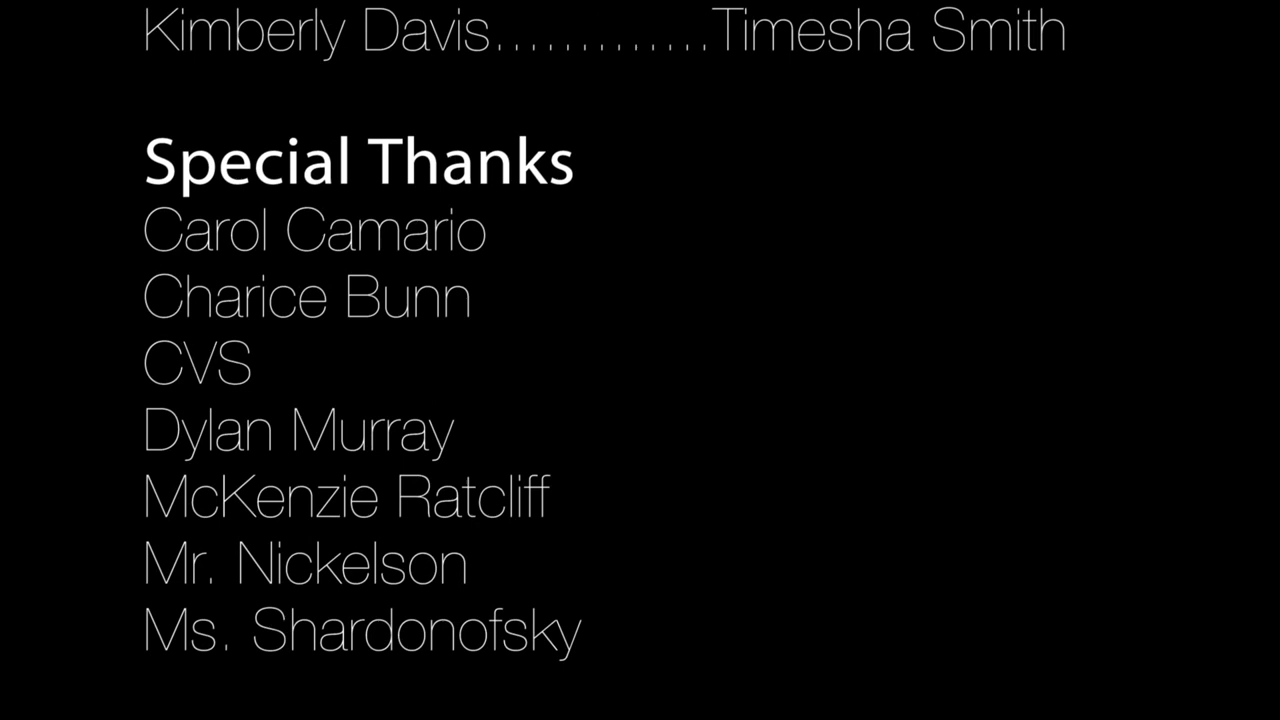 Kimberly Davis.............Timesha Smith
Special Thanks
Carol Camario
Charice Bunn
CVS
Dylan Murray
McKenzie Ratcliff
Mr. Nickelson
Ms. Shardonofsky